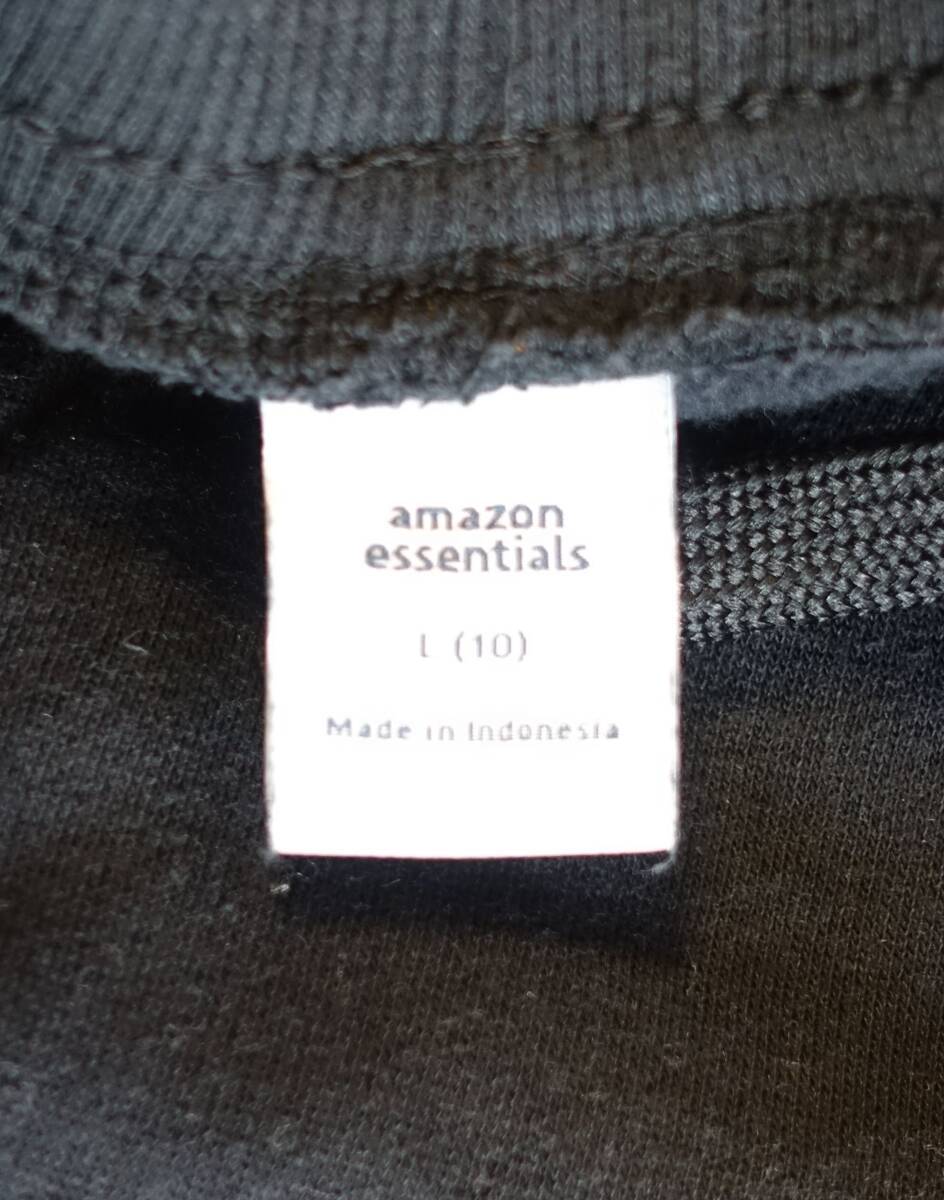 amazon
essentials
L (10)
Made in Indonesia